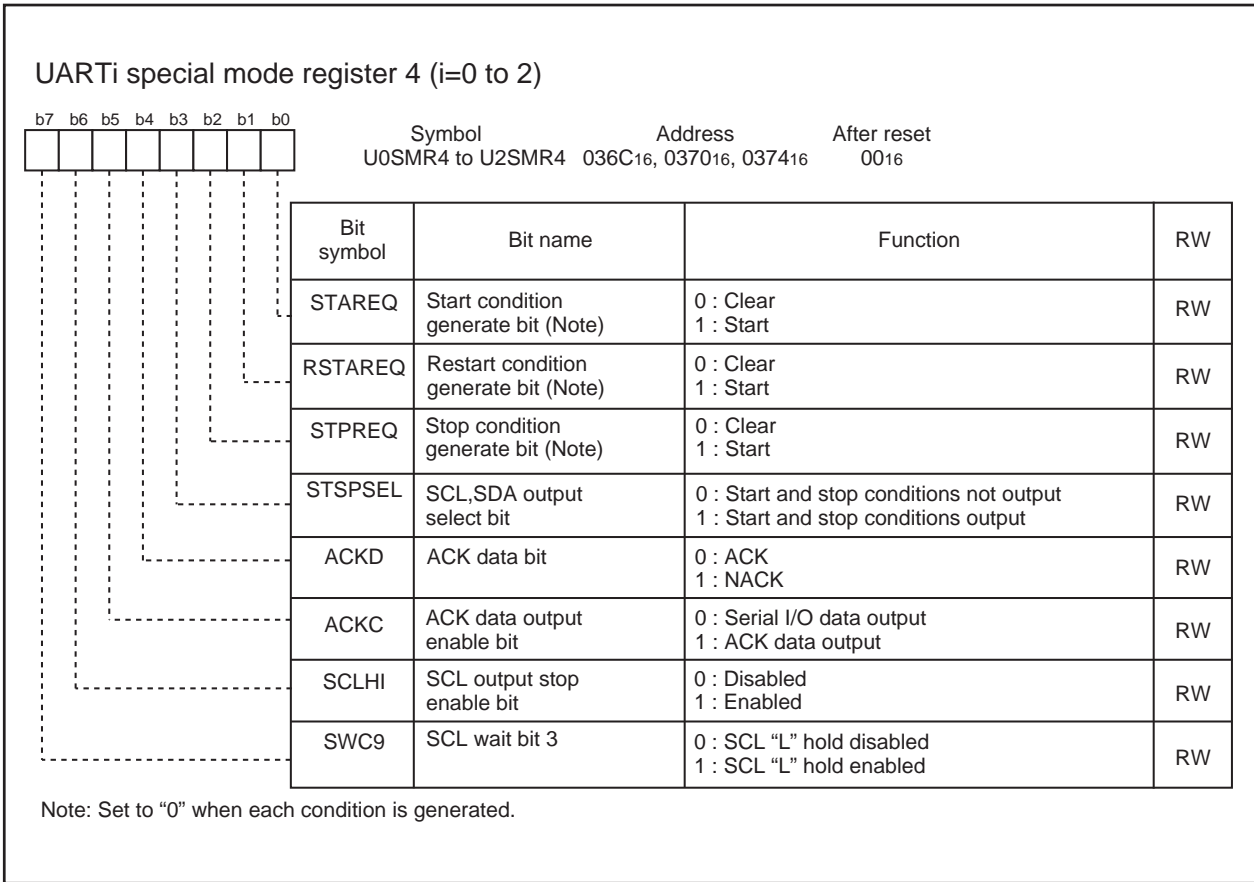 UARTi special mode register 4 (i=0 to 2)
b7 b6 b5 b4 b3 b2 b1 b0
Symbol Address After reset
U0SMR4 to U2SMR4 036C16, 037016, 037416 0016
Bit symbol Bit name Function RW
STAREQ Start condition generate bit (Note) 0 : Clear 1 : Start RW
RSTAREQ Restart condition generate bit (Note) 0 : Clear 1 : Start RW
STPREQ Stop condition generate bit (Note) 0 : Clear 1 : Start RW
STSPSEL SCL,SDA output select bit 0 : Start and stop conditions not output 1 : Start and stop conditions output RW
ACKD ACK data bit 0 : ACK 1 : NACK RW
ACKC ACK data output enable bit 0 : Serial I/O data output 1 : ACK data output RW
SCLHI SCL output stop enable bit 0 : Disabled 1 : Enabled RW
SWC9 SCL wait bit 3 0 : SCL “L” hold disabled 1 : SCL “L” hold enabled RW
Note: Set to “0” when each condition is generated.